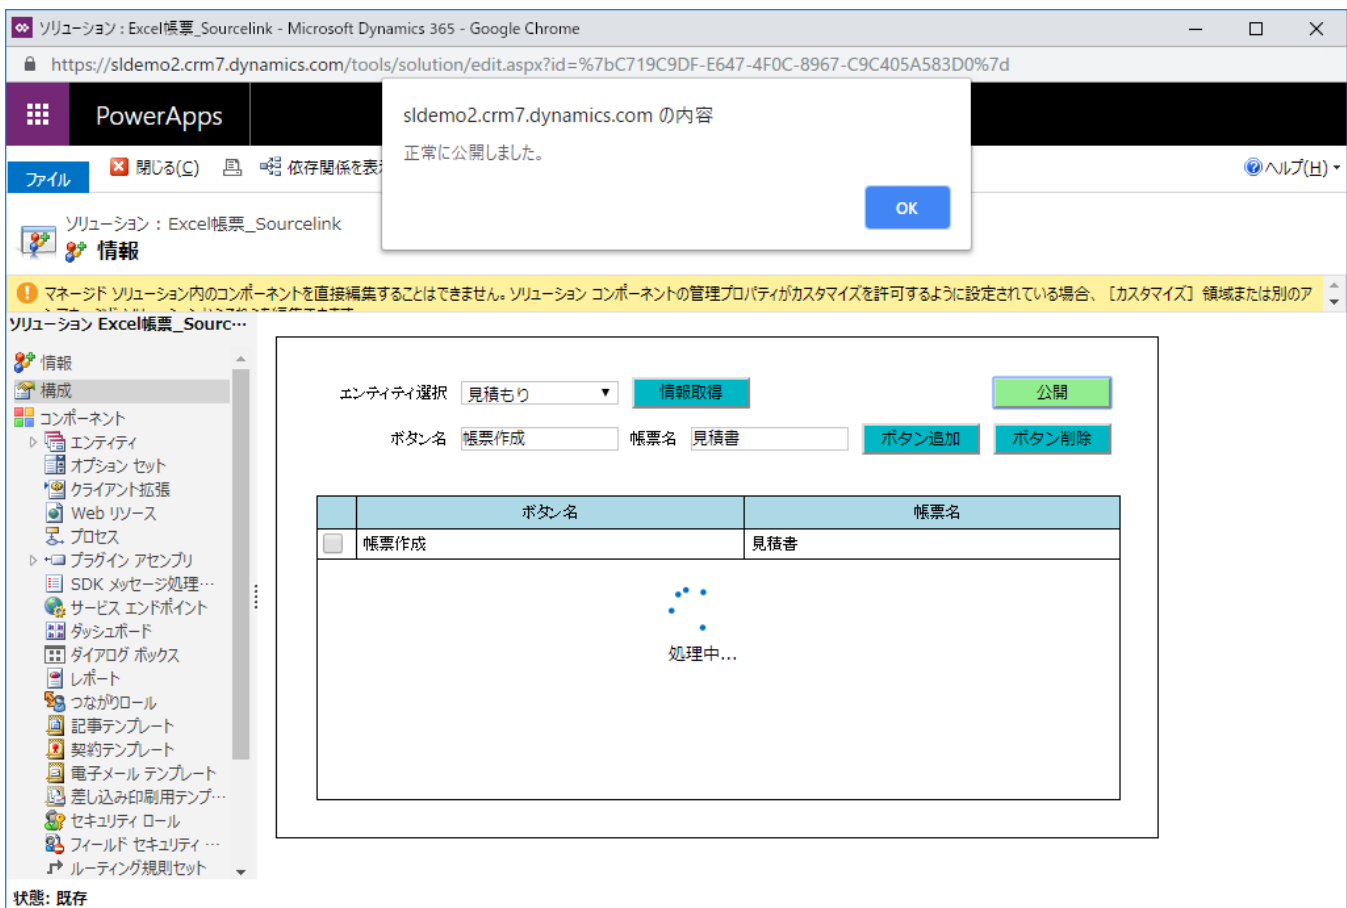 ソリューション : Excel帳票_Sourcelink - Microsoft Dynamics 365 - Google Chrome
https://sldemo2.crm7.dynamics.com/tools/solution/edit.aspx?id=%7bC719C9DF-E647-4F0C-8967-C9C405A583D0%7d
PowerApps
sldemo2.crm7.dynamics.com の内容
正常に公開しました。
OK
ファイル
閉じる(C)
依存関係を表
ヘルプ(H)
ソリューション : Excel帳票_Sourcelink
情報
マネージド ソリューション内のコンポーネントを直接編集することはできません。ソリューション コンポーネントの管理プロパティがカスタマイズを許可するように設定されている場合、[カスタマイズ] 領域または別のア
ソリューション Excel帳票_Sourc…
情報
構成
コンポーネント
エンティティ
オプション セット
クライアント拡張
Web リソース
プロセス
プラグイン アセンブリ
SDK メッセージ処理…
サービス エンドポイント
ダッシュボード
ダイアログ ボックス
レポート
つながりロール
記事テンプレート
契約テンプレート
電子メール テンプレート
差し込み印刷用テンプ…
セキュリティ ロール
フィールド セキュリティ …
ルーティング規則セット
エンティティ選択 見積もり 情報取得 公開
ボタン名 帳票作成 帳票名 見積書 ボタン追加 ボタン削除
ボタン名 帳票名
帳票作成 見積書
処理中...
状態: 既存